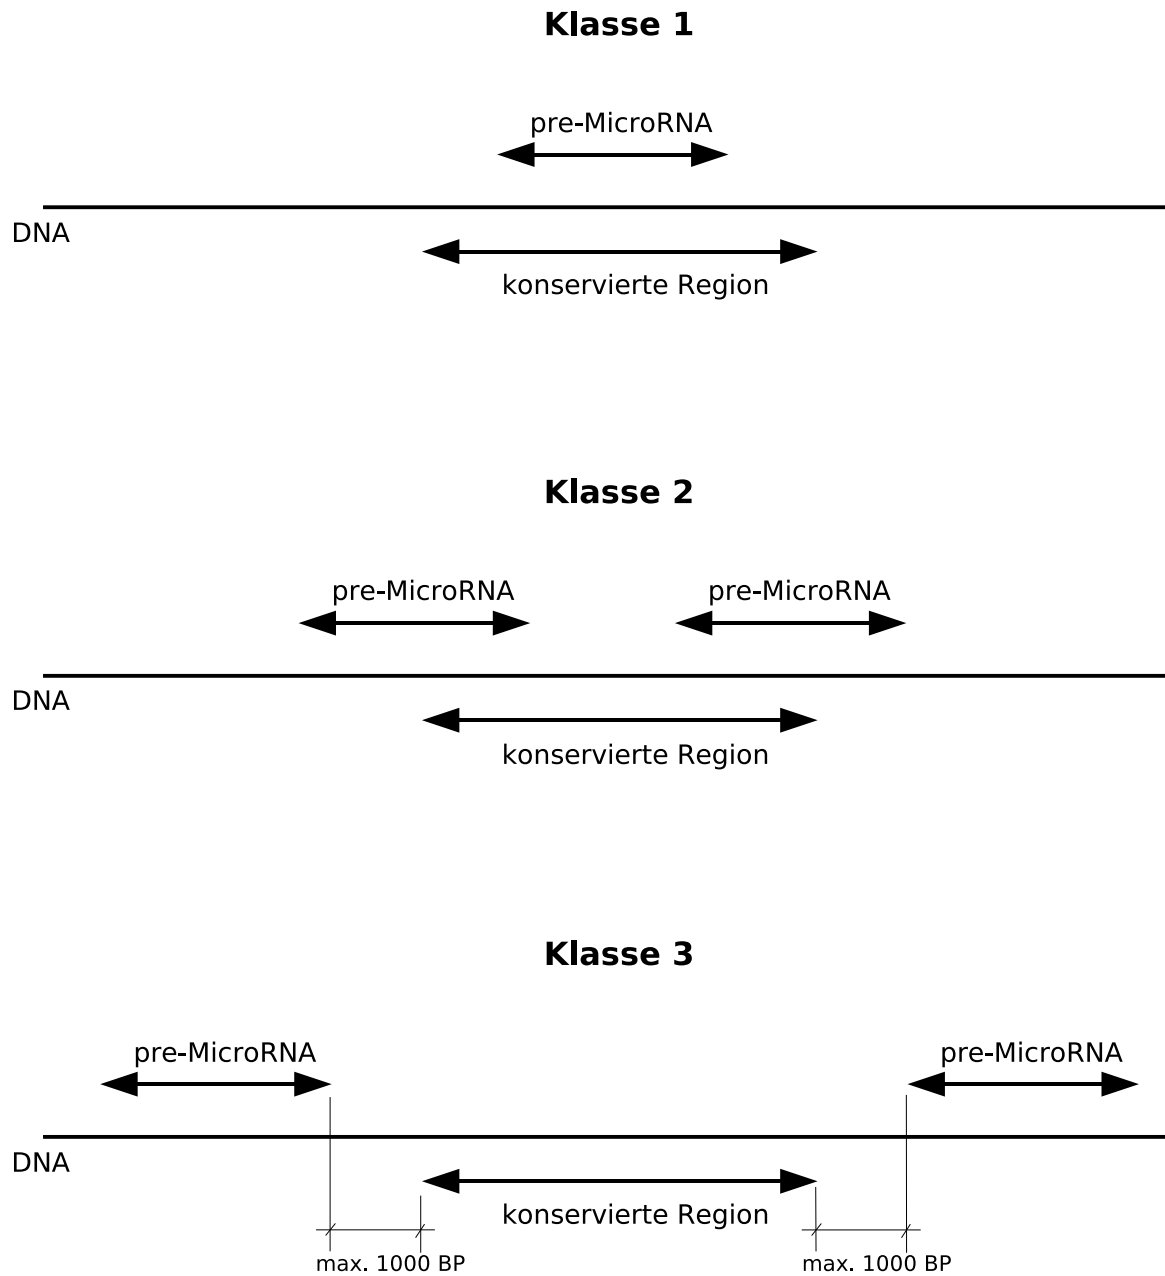 Klasse 1
pre-MicroRNA
DNA
konservierte Region
Klasse 2
pre-MicroRNA pre-MicroRNA
DNA
konservierte Region
Klasse 3
pre-MicroRNA pre-MicroRNA
DNA
konservierte Region
max. 1000 BP max. 1000 BP